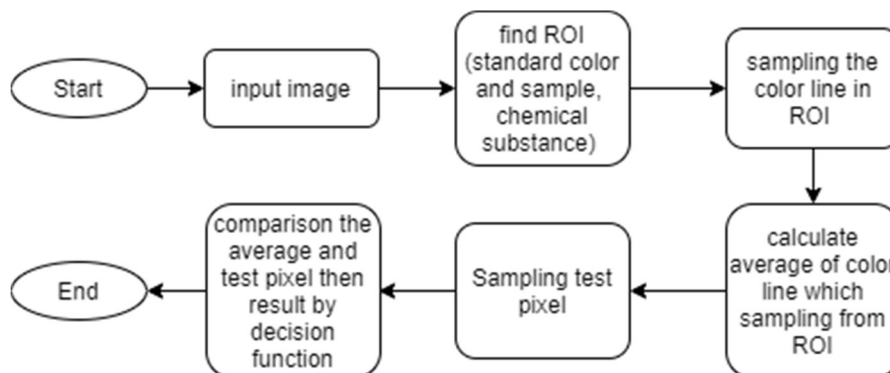 Start
input image
find ROI
(standard color
and sample,
chemical
substance)
sampling the
color line in
ROI
calculate
average of color
line which
sampling from
ROI
Sampling test
pixel
comparison the
average and
test pixel then
result by
decision
function
End